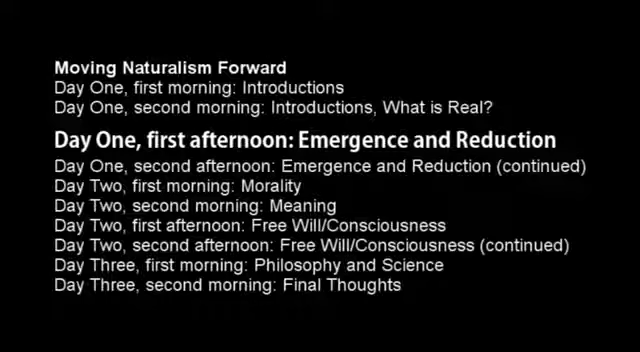 Moving Naturalism Forward
Day One, first morning: Introductions
Day One, second morning: Introductions, What is Real?
Day One, first afternoon: Emergence and Reduction
Day One, second afternoon: Emergence and Reduction (continued)
Day Two, first morning: Morality
Day Two, second morning: Meaning
Day Two, first afternoon: Free Will/Consciousness
Day Two, second afternoon: Free Will/Consciousness (continued)
Day Three, first morning: Philosophy and Science
Day Three, second morning: Final Thoughts